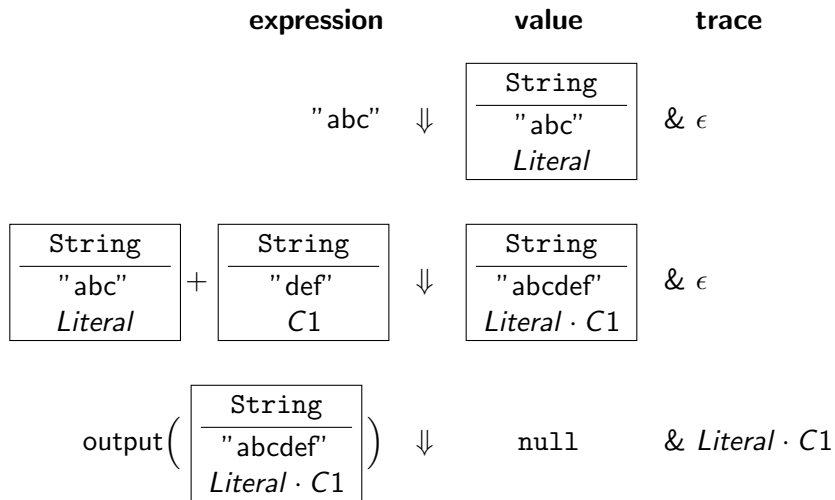 expression value trace
"abc" ⇓ String "abc" Literal & ϵ
String "abc" Literal + String "def" C1 ⇓ String "abcdef" Literal · C1 & ϵ
output( String "abcdef" Literal · C1 ) ⇓ null & Literal · C1